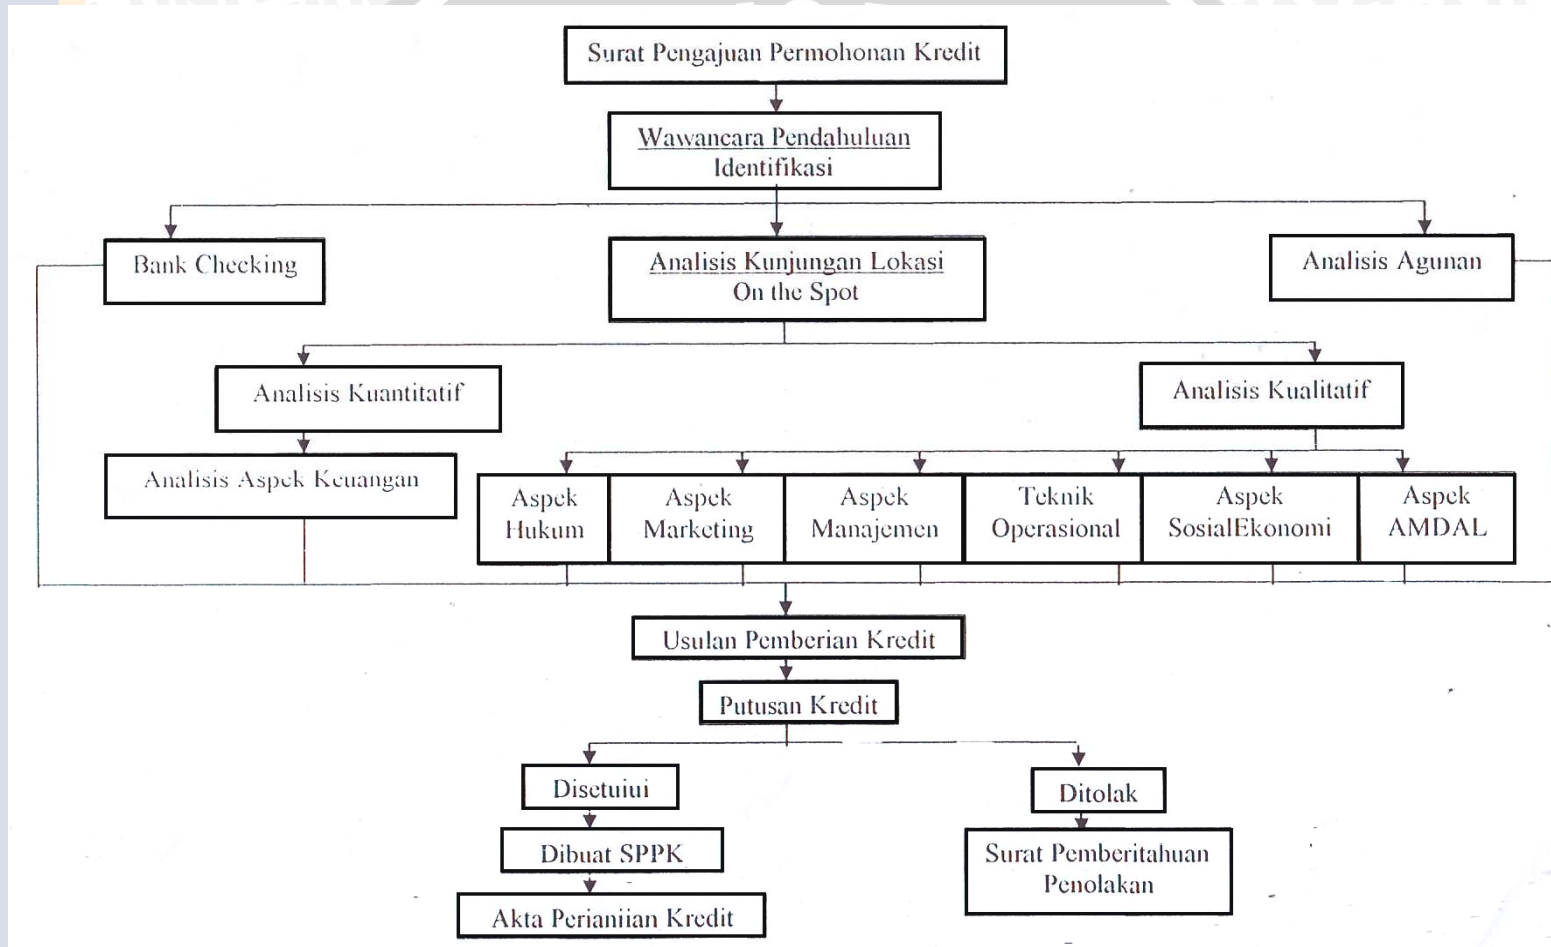 Surat Pengajuan Permohonan Kredit
Wawancara Pendahuluan
Identifikasi
Bank Checking
Analisis Kunjungan Lokasi
On the Spot
Analisis Agunan
Analisis Kuantitatif
Analisis Kualitatif
Analisis Aspek Keuangan
Aspek
Hukum
Aspek
Marketing
Aspek
Manajemen
Teknik
Operasional
Aspek
SosialEkonomi
Aspek
AMDAL
Usulan Pemberian Kredit
Putusan Kredit
Disetuiui
Ditolak
Dibuat SPPK
Surat Pemberitahuan
Penolakan
Akta Perianiian Kredit